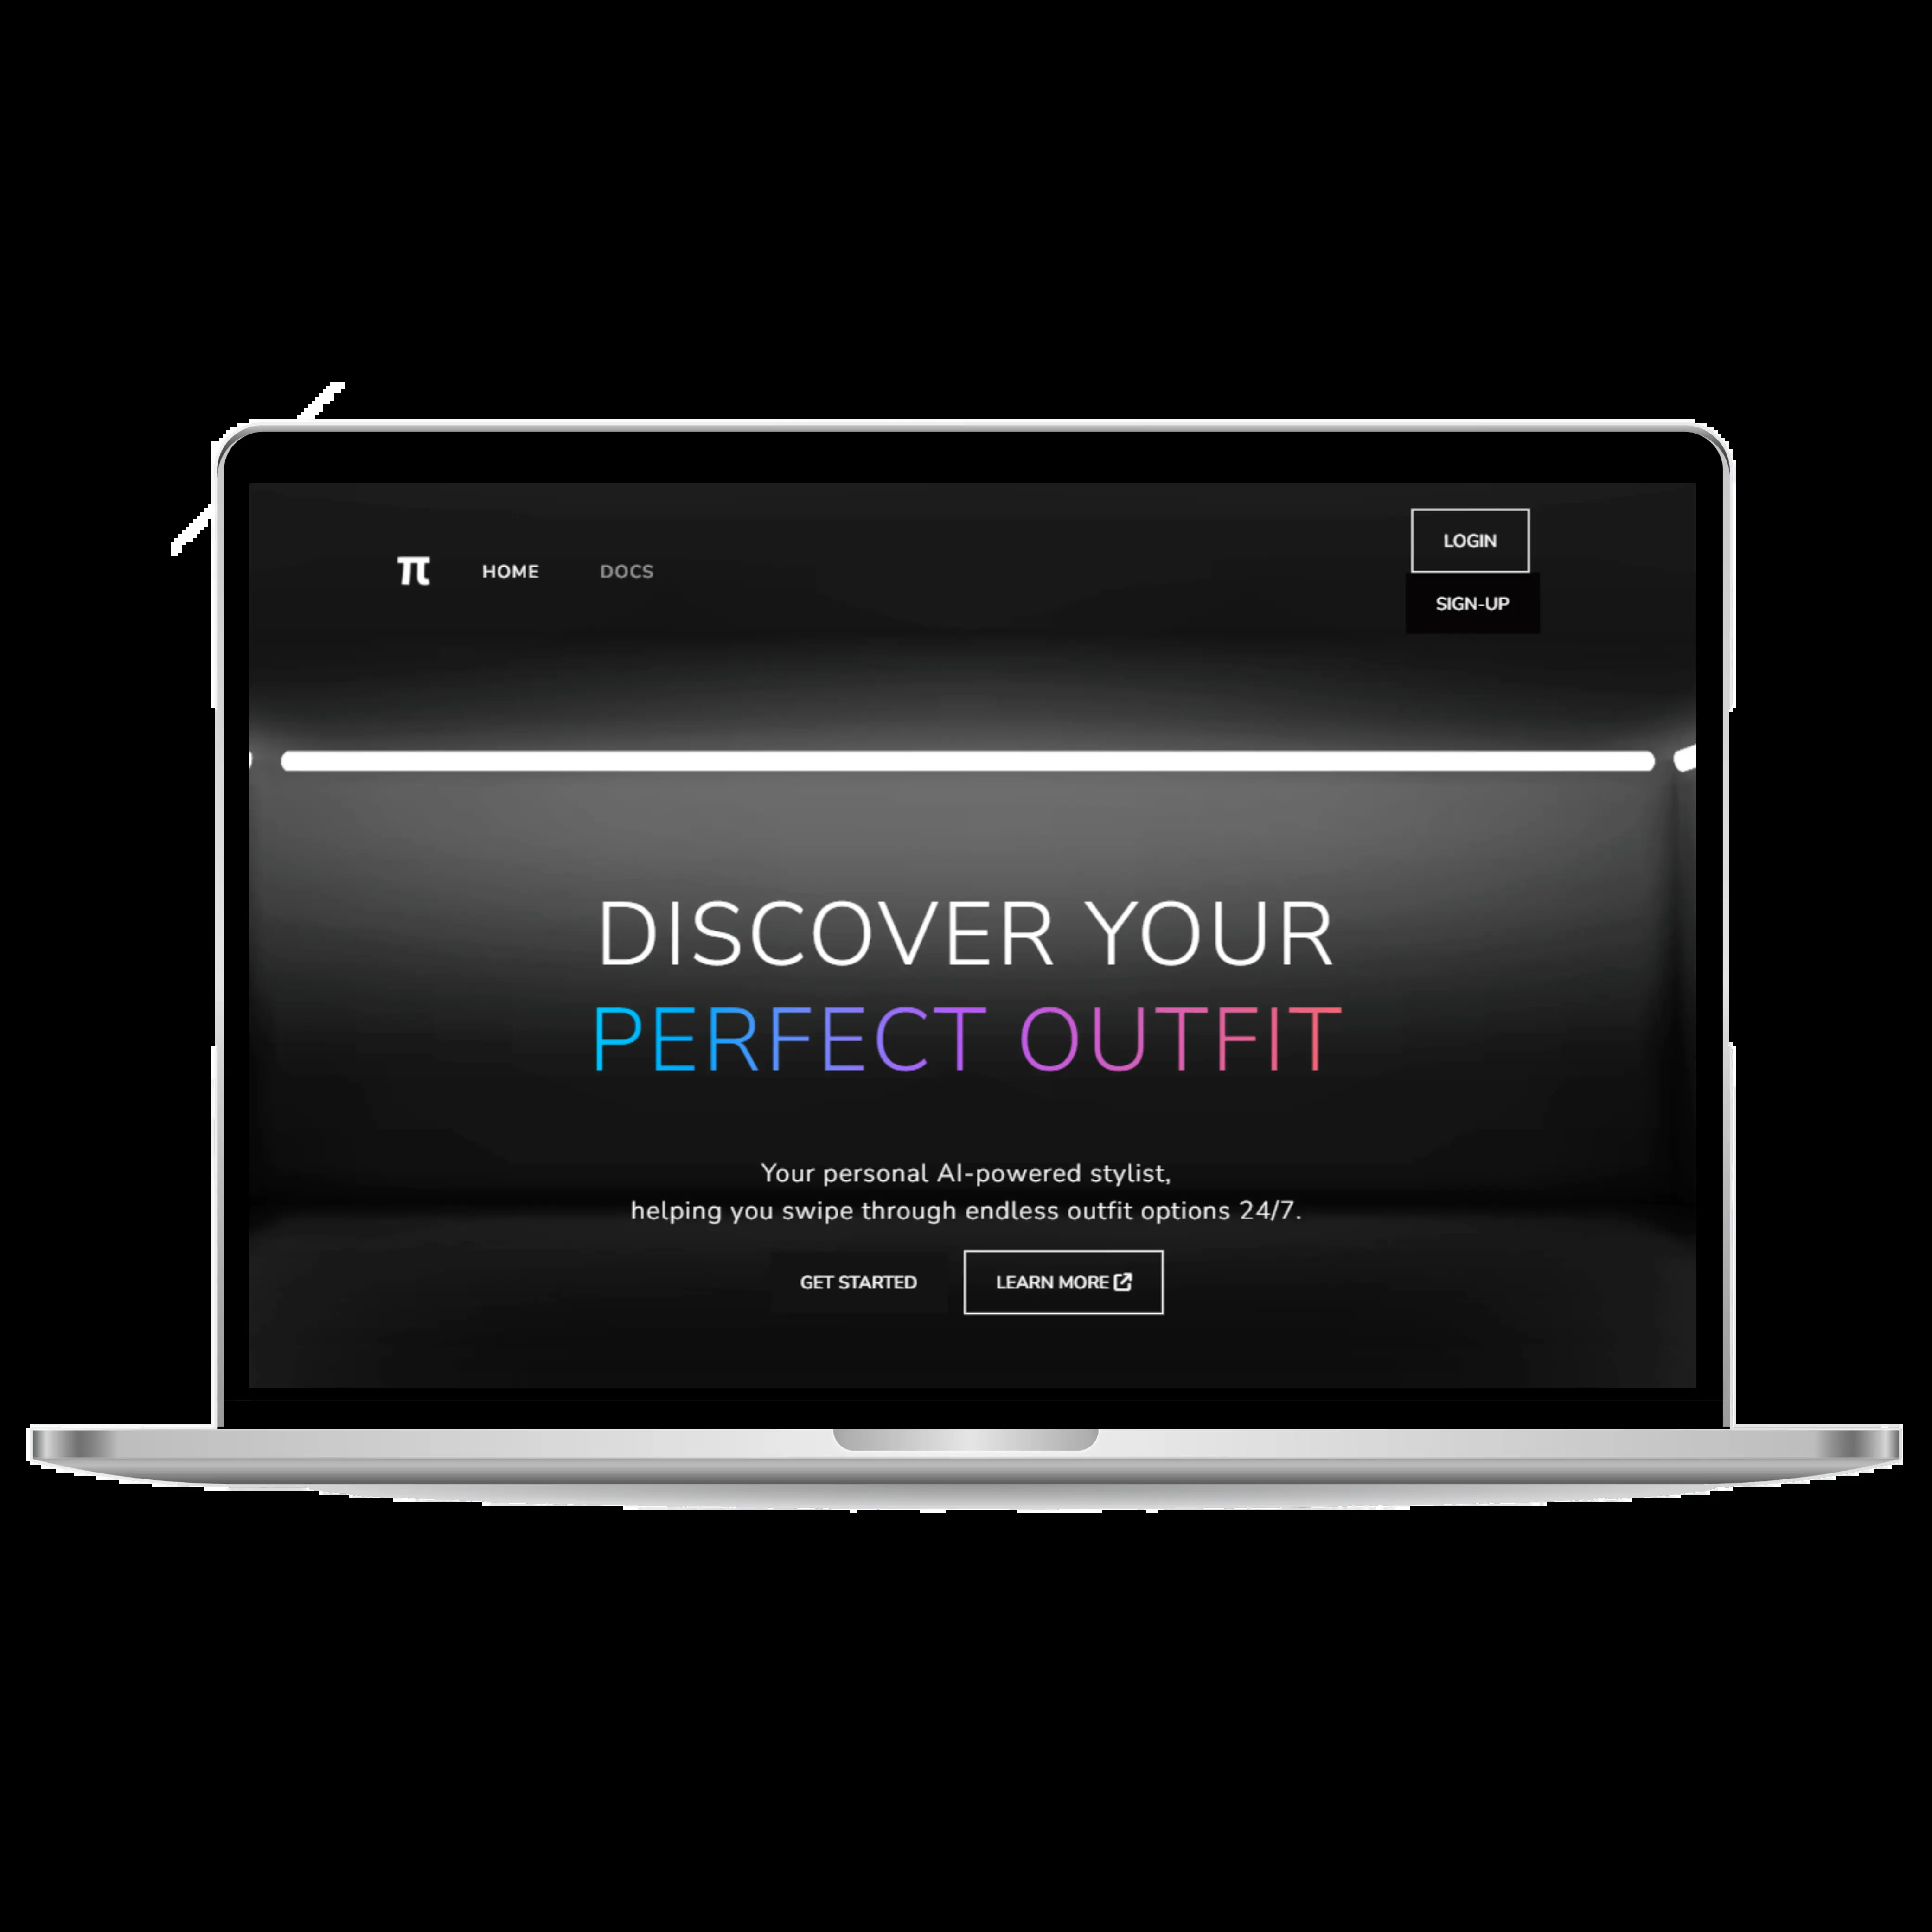 π HOME DOCS
LOGIN
SIGN-UP
DISCOVER YOUR
PERFECT OUTFIT
Your personal AI-powered stylist,
helping you swipe through endless outfit options 24/7.
GET STARTED LEARN MORE